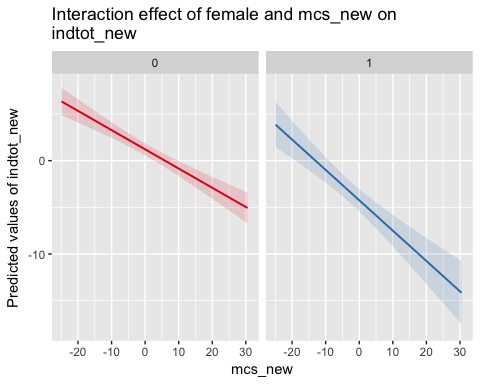 Interaction effect of female and mcs_new on
indtot_new
0 1
Predicted values of indtot_new
0
-10
-20 -10 0 10 20 30 -20 -10 0 10 20 30
mcs_new